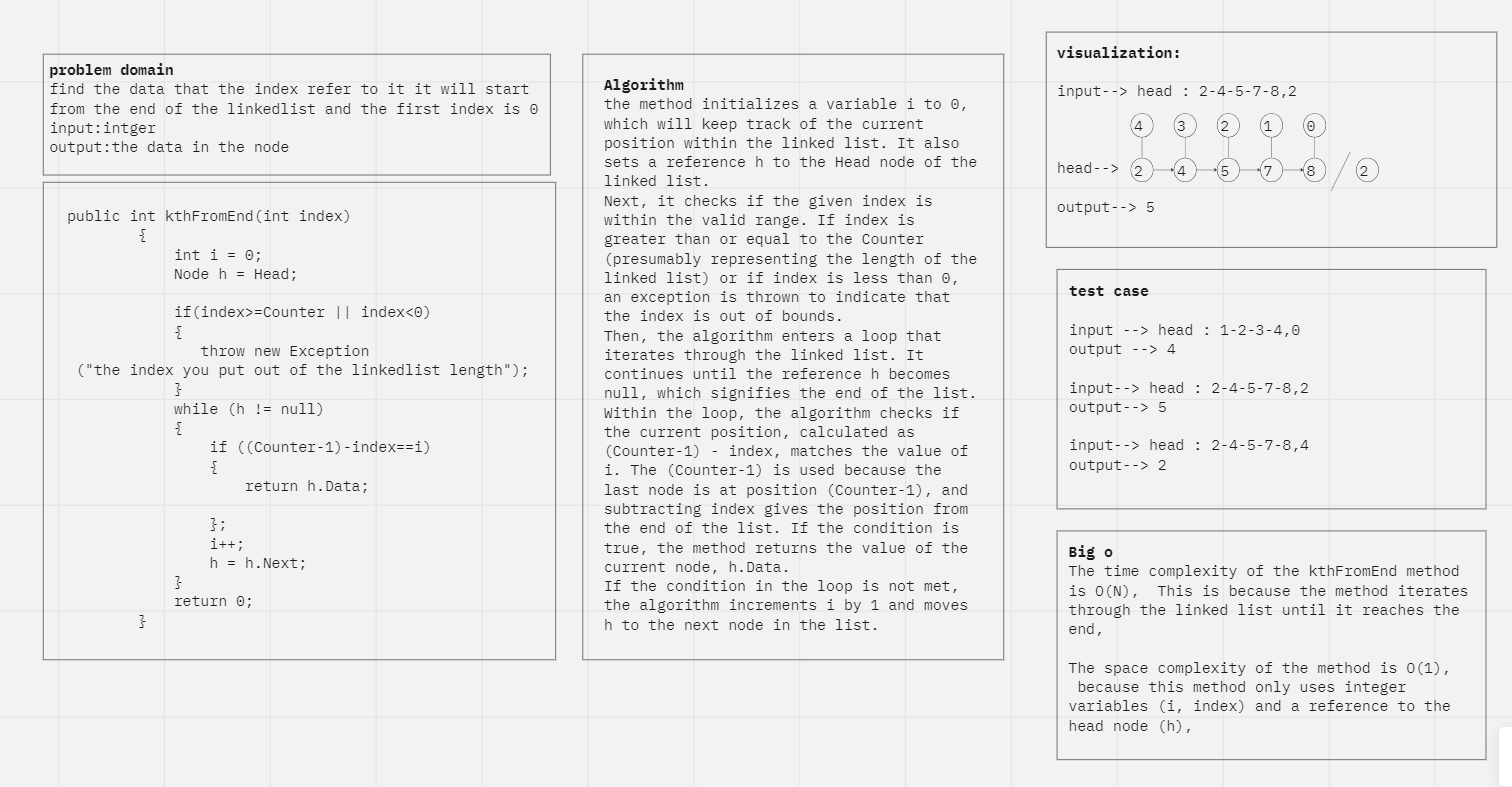 problem domain
find the data that the index refer to it it will start
from the end of the linkedlist and the first index is 0
input:intger
output:the data in the node
public int kthFromEnd(int index)
{
int i = 0;
Node h = Head;
if(index>=Counter || index<0)
{
throw new Exception
("the index you put out of the linkedlist length");
}
while (h != null)
{
if ((Counter-1)-index==i)
{
return h.Data;
};
i++;
h = h.Next;
}
return 0;
}
Algorithm
the method initializes a variable i to 0,
which will keep track of the current
position within the linked list. It also
sets a reference h to the Head node of the
linked list.
Next, it checks if the given index is
within the valid range. If index is
greater than or equal to the Counter
(presumably representing the length of the
linked list) or if index is less than 0,
an exception is thrown to indicate that
the index is out of bounds.
Then, the algorithm enters a loop that
iterates through the linked list. It
continues until the reference h becomes
null, which signifies the end of the list.
Within the loop, the algorithm checks if
the current position, calculated as
(Counter-1) - index, matches the value of
i. The (Counter-1) is used because the
last node is at position (Counter-1), and
subtracting index gives the position from
the end of the list. If the condition is
true, the method returns the value of the
current node, h.Data.
If the condition in the loop is not met,
the algorithm increments i by 1 and moves
h to the next node in the list.
visualization:
input--> head : 2-4-5-7-8,2
4 3 2 1 0
head--> 2 4 5 7 8 / 2
output--> 5
test case
input --> head : 1-2-3-4,0
output --> 4
input--> head : 2-4-5-7-8,2
output--> 5
input--> head : 2-4-5-7-8,4
output--> 2
Big o
The time complexity of the kthFromEnd method
is O(N), This is because the method iterates
through the linked list until it reaches the
end,
The space complexity of the method is O(1),
because this method only uses integer
variables (i, index) and a reference to the
head node (h),